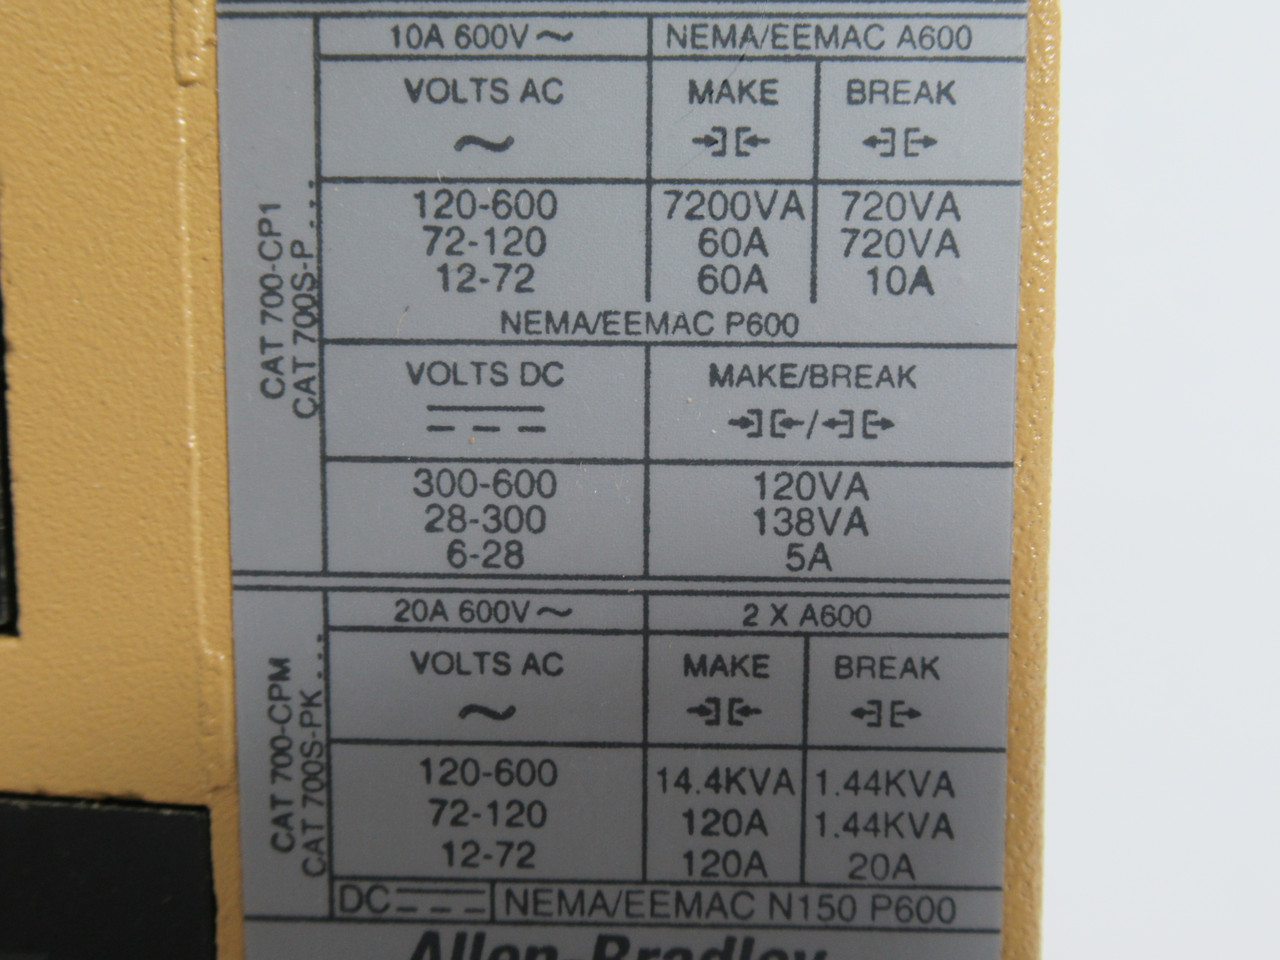 10A 600V ~ NEMA/EEMAC A600
VOLTS AC MAKE BREAK
~
120-600 7200VA 720VA
72-120 60A 720VA
12-72 60A 10A
NEMA/EEMAC P600
VOLTS DC MAKE/BREAK
/
300-600 120VA
28-300 138VA
6-28 5A
CAT 700-CP1
CAT 700S-P...
20A 600V ~ 2 X A600
VOLTS AC MAKE BREAK
~
120-600 14.4KVA 1.44KVA
72-120 120A 1.44KVA
12-72 120A 20A
CAT 700-CPM
CAT 700S-PK....
DC NEMA/EEMAC N150 P600
Allen-Bradley